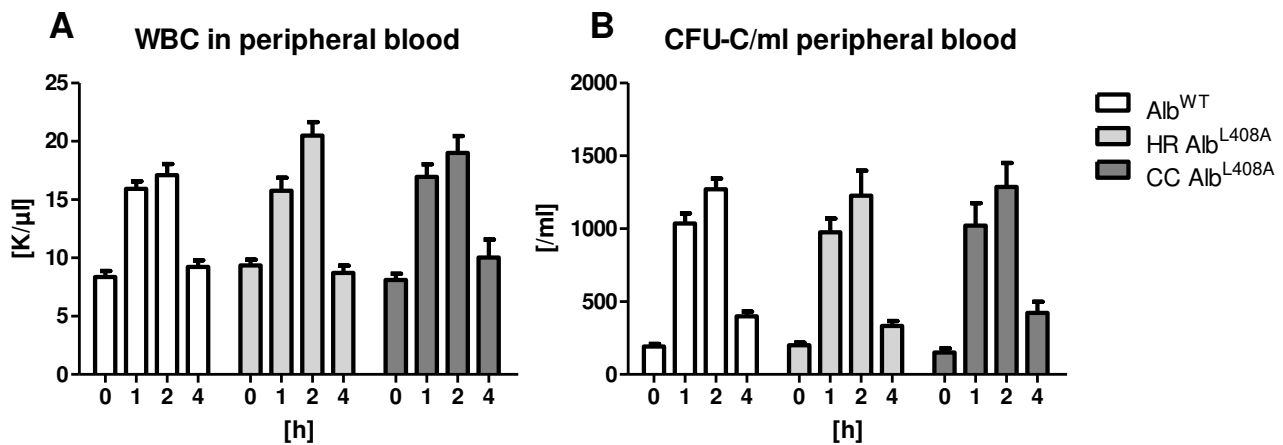 A
WBC in peripheral blood
[K/µl]
25
20
15
10
5
0
0 1 2 4 0 1 2 4 0 1 2 4
[h]
B
CFU-C/ml peripheral blood
[/ml]
2000
1500
1000
500
0
0 1 2 4 0 1 2 4 0 1 2 4
[h]
Alb^WT
HR Alb^L408A
CC Alb^L408A